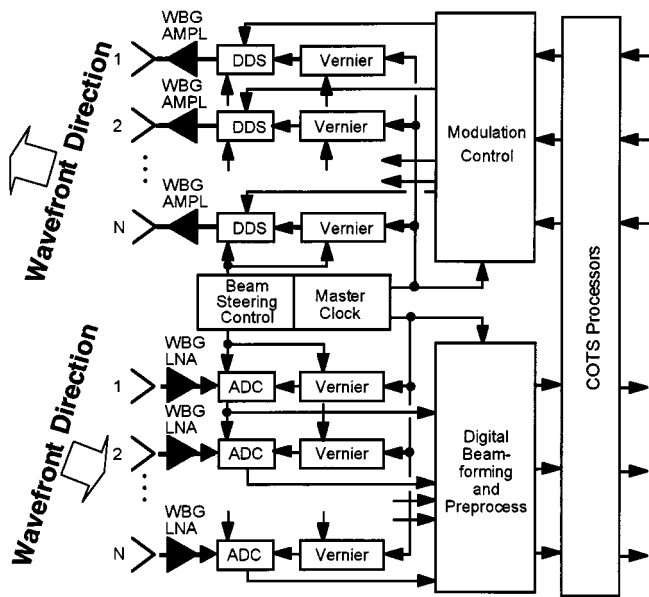 WBG
AMPL
1
DDS
Vernier
WBG
AMPL
2
DDS
Vernier
WBG
AMPL
N
DDS
Vernier
Wavefront Direction
Modulation
Control
COTS Processors
Beam
Steering
Control
Master
Clock
Wavefront Direction
WBG
LNA
1
ADC
Vernier
WBG
LNA
2
ADC
Vernier
WBG
LNA
N
ADC
Vernier
Digital
Beam-
forming
and
Preprocess